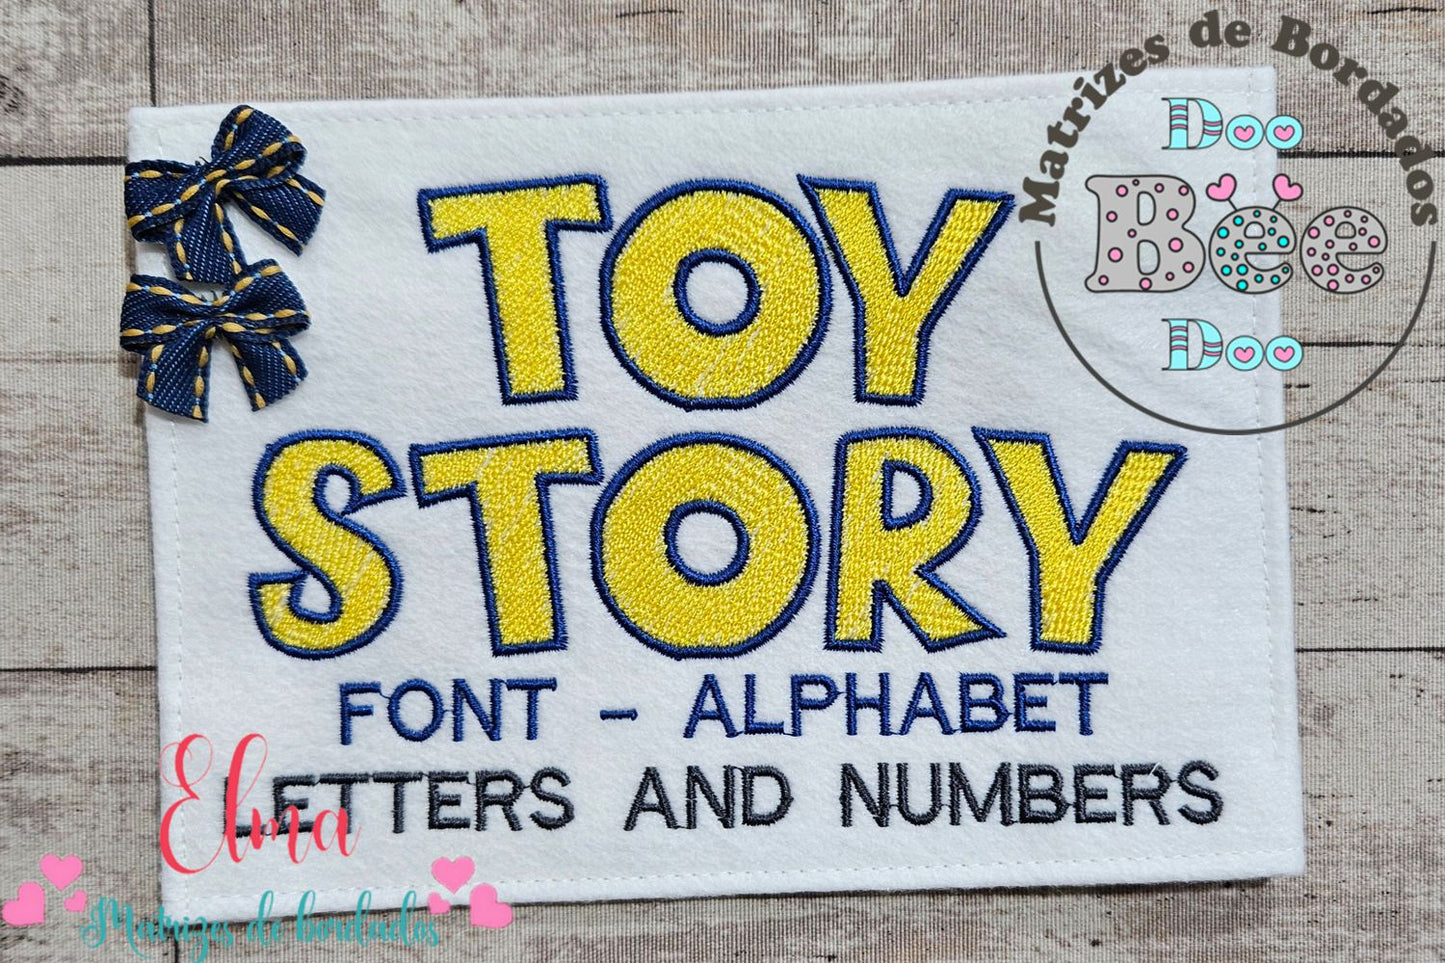 Matrizes de Bordados
Doo
Bee
Doo
TOY
STORY
FONT - ALPHABET
LETTERS AND NUMBERS
Elma
Matrizes de bordados